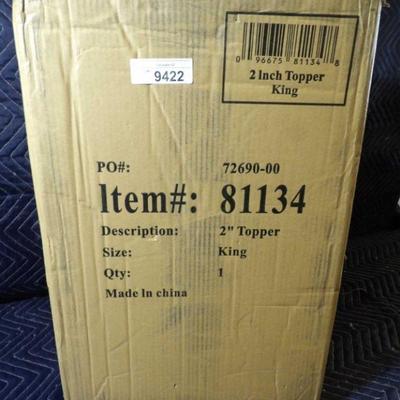 9422
0 96675 81134 8
2 Inch Topper
King
PO#: 72690-00
Item#: 81134
Description: 2" Topper
Size: King
Qty: 1
Made In china